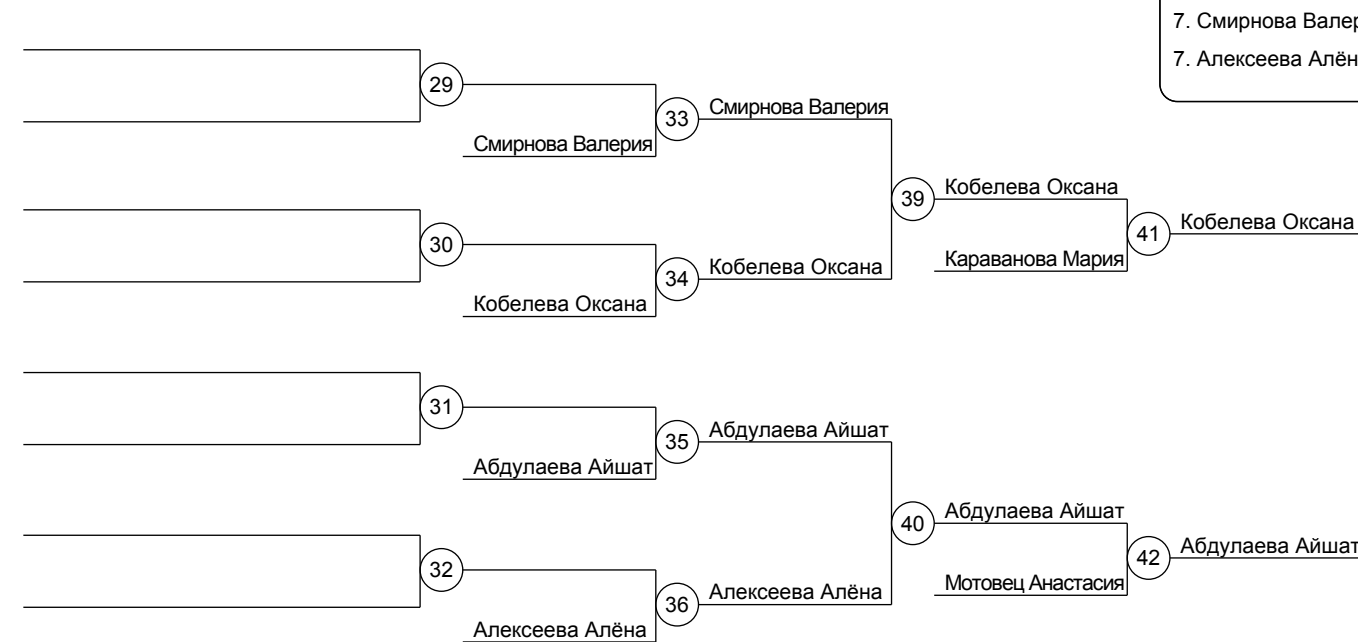 7. Смирнова Валер
7. Алексеева Алён
29
33
Смирнова Валерия
Смирнова Валерия
39
Кобелева Оксана
30
41
Кобелева Оксана
34
Кобелева Оксана
Караванова Мария
Кобелева Оксана
31
35
Абдулаева Айшат
Абдулаева Айшат
40
Абдулаева Айшат
32
42
Абдулаева Айшат
36
Алексеева Алёна
Мотовец Анастасия
Алексеева Алёна